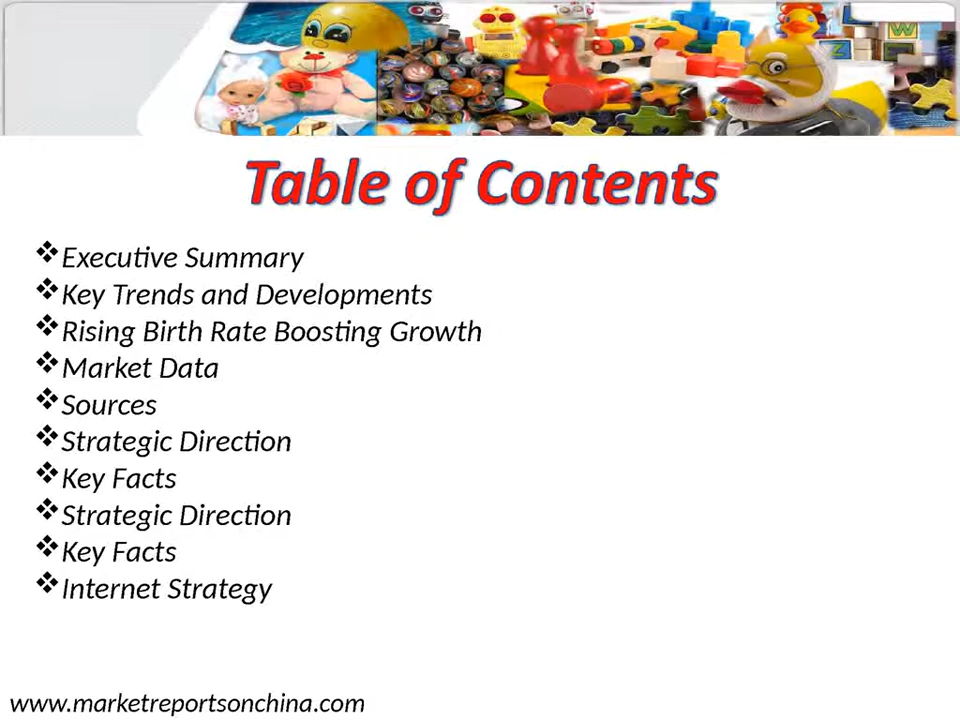 Table of Contents
Executive Summary
Key Trends and Developments
Rising Birth Rate Boosting Growth
Market Data
Sources
Strategic Direction
Key Facts
Strategic Direction
Key Facts
Internet Strategy
www.marketreportsonchina.com